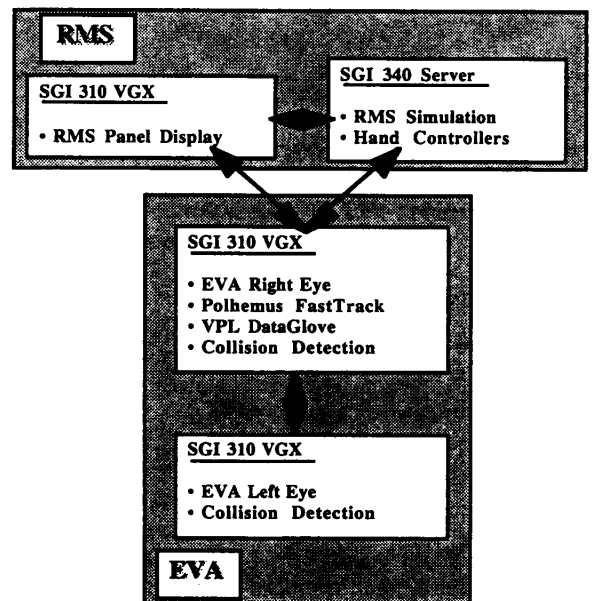 RMS
SGI 310 VGX
• RMS Panel Display
SGI 340 Server
• RMS Simulation
• Hand Controllers
SGI 310 VGX
• EVA Right Eye
• Polhemus FastTrack
• VPL DataGlove
• Collision Detection
SGI 310 VGX
• EVA Left Eye
• Collision Detection
EVA